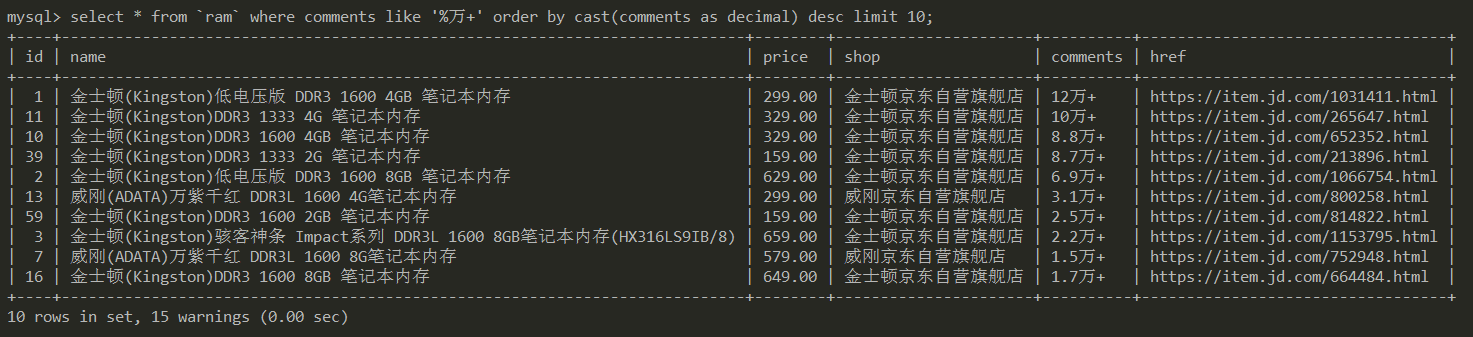 mysql> select * from `ram` where comments like '%万+' order by cast(comments as decimal) desc limit 10;
+----+---------------------------------------------------------------------------+--------+--------------------+----------+----------------------------------+
| id | name | price | shop | comments | href |
+----+---------------------------------------------------------------------------+--------+--------------------+----------+----------------------------------+
| 1 | 金士顿(Kingston)低电压版 DDR3 1600 4GB 笔记本内存 | 299.00 | 金士顿京东自营旗舰店 | 12万+ | https://item.jd.com/1031411.html |
| 11 | 金士顿(Kingston)DDR3 1333 4G 笔记本内存 | 329.00 | 金士顿京东自营旗舰店 | 10万+ | https://item.jd.com/265647.html |
| 10 | 金士顿(Kingston)DDR3 1600 4GB 笔记本内存 | 329.00 | 金士顿京东自营旗舰店 | 8.8万+ | https://item.jd.com/652352.html |
| 39 | 金士顿(Kingston)DDR3 1333 2G 笔记本内存 | 159.00 | 金士顿京东自营旗舰店 | 8.7万+ | https://item.jd.com/213896.html |
| 2 | 金士顿(Kingston)低电压版 DDR3 1600 8GB 笔记本内存 | 629.00 | 金士顿京东自营旗舰店 | 6.9万+ | https://item.jd.com/1066754.html |
| 13 | 威刚(ADATA)万紫千红 DDR3L 1600 4G笔记本内存 | 299.00 | 威刚京东自营旗舰店 | 3.1万+ | https://item.jd.com/800258.html |
| 59 | 金士顿(Kingston)DDR3 1600 2GB 笔记本内存 | 159.00 | 金士顿京东自营旗舰店 | 2.5万+ | https://item.jd.com/814822.html |
| 3 | 金士顿(Kingston)骇客神条 Impact系列 DDR3L 1600 8GB笔记本内存(HX316LS9IB/8) | 659.00 | 金士顿京东自营旗舰店 | 2.2万+ | https://item.jd.com/1153795.html |
| 7 | 威刚(ADATA)万紫千红 DDR3L 1600 8G笔记本内存 | 579.00 | 威刚京东自营旗舰店 | 1.5万+ | https://item.jd.com/752948.html |
| 16 | 金士顿(Kingston)DDR3 1600 8GB 笔记本内存 | 649.00 | 金士顿京东自营旗舰店 | 1.7万+ | https://item.jd.com/664484.html |
+----+---------------------------------------------------------------------------+--------+--------------------+----------+----------------------------------+
10 rows in set, 15 warnings (0.00 sec)